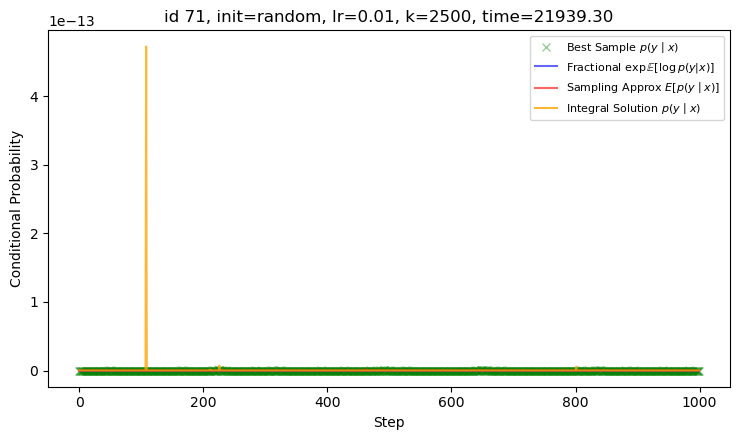 id 71, init=random, lr=0.01, k=2500, time=21939.30
1e−13
Best Sample p(y | x)
Fractional exp𝔼[log p(y|x)]
Sampling Approx E[p(y | x)]
Integral Solution p(y | x)
4
3
2
1
0
Conditional Probability
0 200 400 600 800 1000
Step